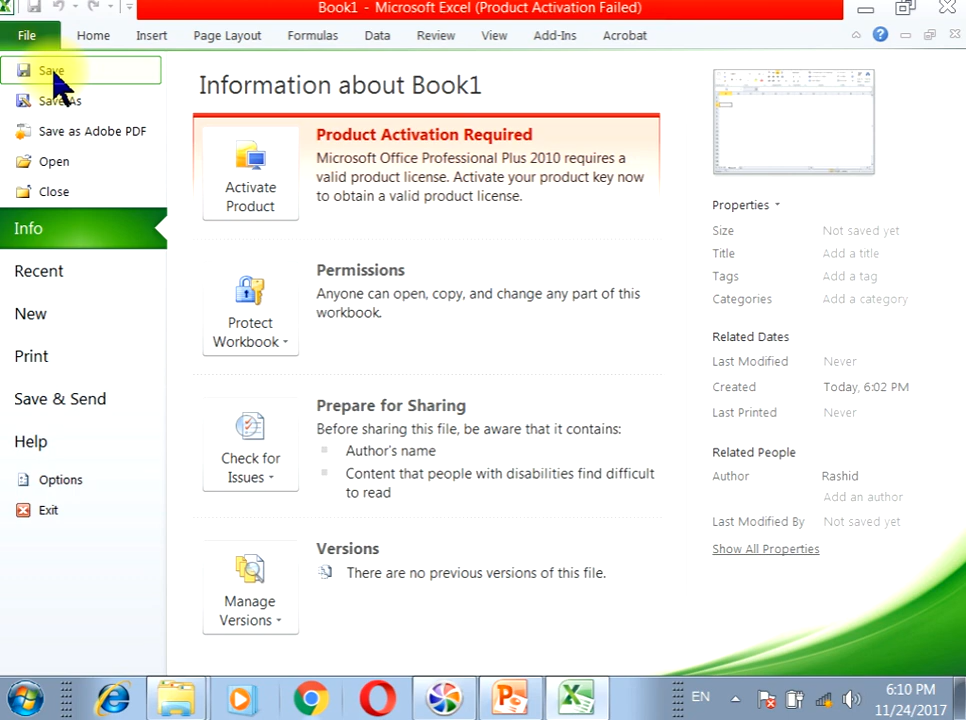 Book1 - Microsoft Excel (Product Activation Failed)
File Home Insert Page Layout Formulas Data Review View Add-Ins Acrobat
Save
Save As
Save as Adobe PDF
Open
Close
Info
Recent
New
Print
Save & Send
Help
Options
Exit
Information about Book1
Activate
Product
Product Activation Required
Microsoft Office Professional Plus 2010 requires a
valid product license. Activate your product key now
to obtain a valid product license.
Protect
Workbook
Permissions
Anyone can open, copy, and change any part of this
workbook.
Check for
Issues
Prepare for Sharing
Before sharing this file, be aware that it contains:
Author's name
Content that people with disabilities find difficult
to read
Manage
Versions
Versions
There are no previous versions of this file.
Properties
Size Not saved yet
Title Add a title
Tags Add a tag
Categories Add a category
Related Dates
Last Modified Never
Created Today, 6:02 PM
Last Printed Never
Related People
Author Rashid
Add an author
Last Modified By Not saved yet
Show All Properties
EN
6:10 PM
11/24/2017